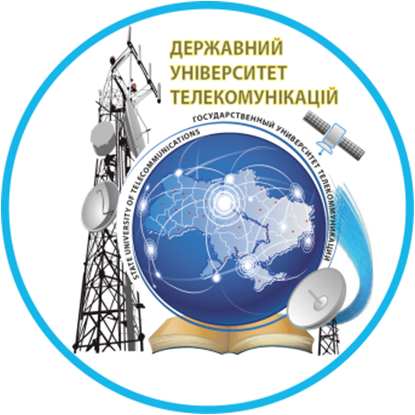 ДЕРЖАВНИЙ
УНІВЕРСИТЕТ
ТЕЛЕКОМУНІКАЦІЙ
STATE UNIVERSITY OF TELECOMMUNICATIONS
ГОСУДАРСТВЕННЫЙ УНИВЕРСИТЕТ ТЕЛЕКОММУНИКАЦИЙ